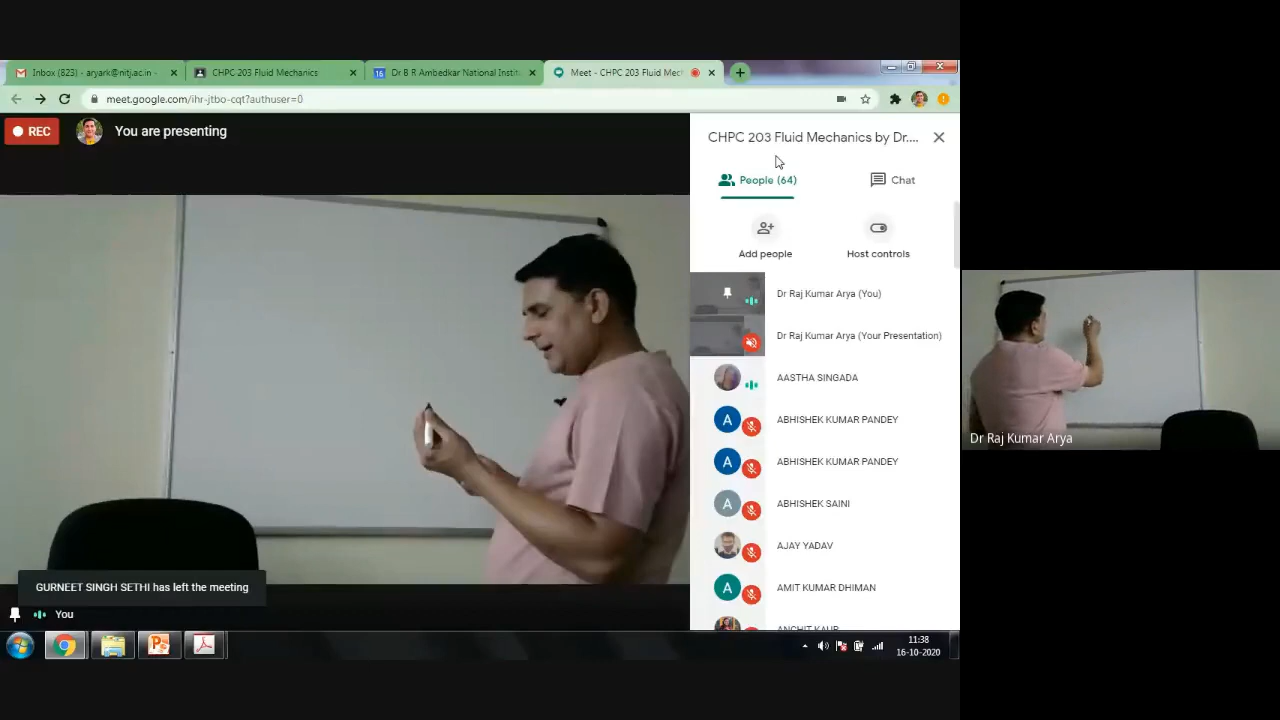 Inbox (823) - aryark@nitj.ac.in -
CHPC 203 Fluid Mechanics
Dr B R Ambedkar National Instit
Meet - CHPC 203 Fluid Mec
meet.google.com/ihr-jtbo-cqt?authuser=0
REC
You are presenting
CHPC 203 Fluid Mechanics by Dr....
People (64)
Chat
Add people
Host controls
Dr Raj Kumar Arya (You)
Dr Raj Kumar Arya (Your Presentation)
AASTHA SINGADA
A
ABHISHEK KUMAR PANDEY
A
ABHISHEK KUMAR PANDEY
A
ABHISHEK SAINI
AJAY YADAV
A
AMIT KUMAR DHIMAN
GURNEET SINGH SETHI has left the meeting
You
11:38
16-10-2020
Dr Raj Kumar Arya